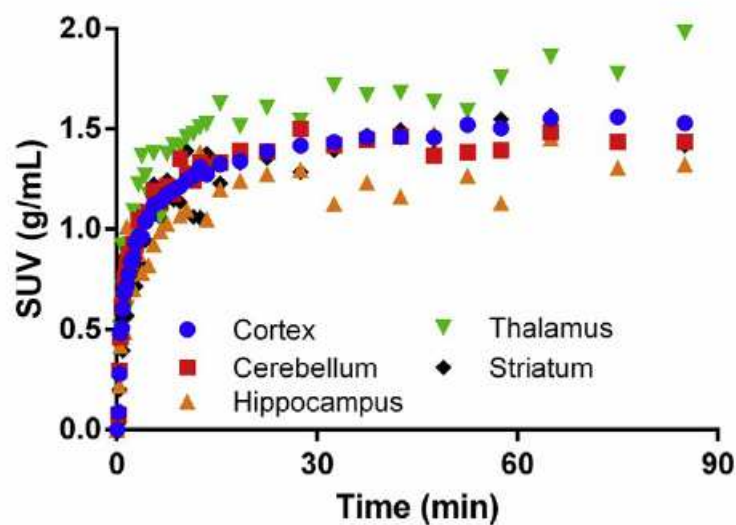 2.0
1.5
1.0
0.5
0.0
SUV (g/mL)
Cortex
Cerebellum
Hippocampus
Thalamus
Striatum
0
30
60
90
Time (min)